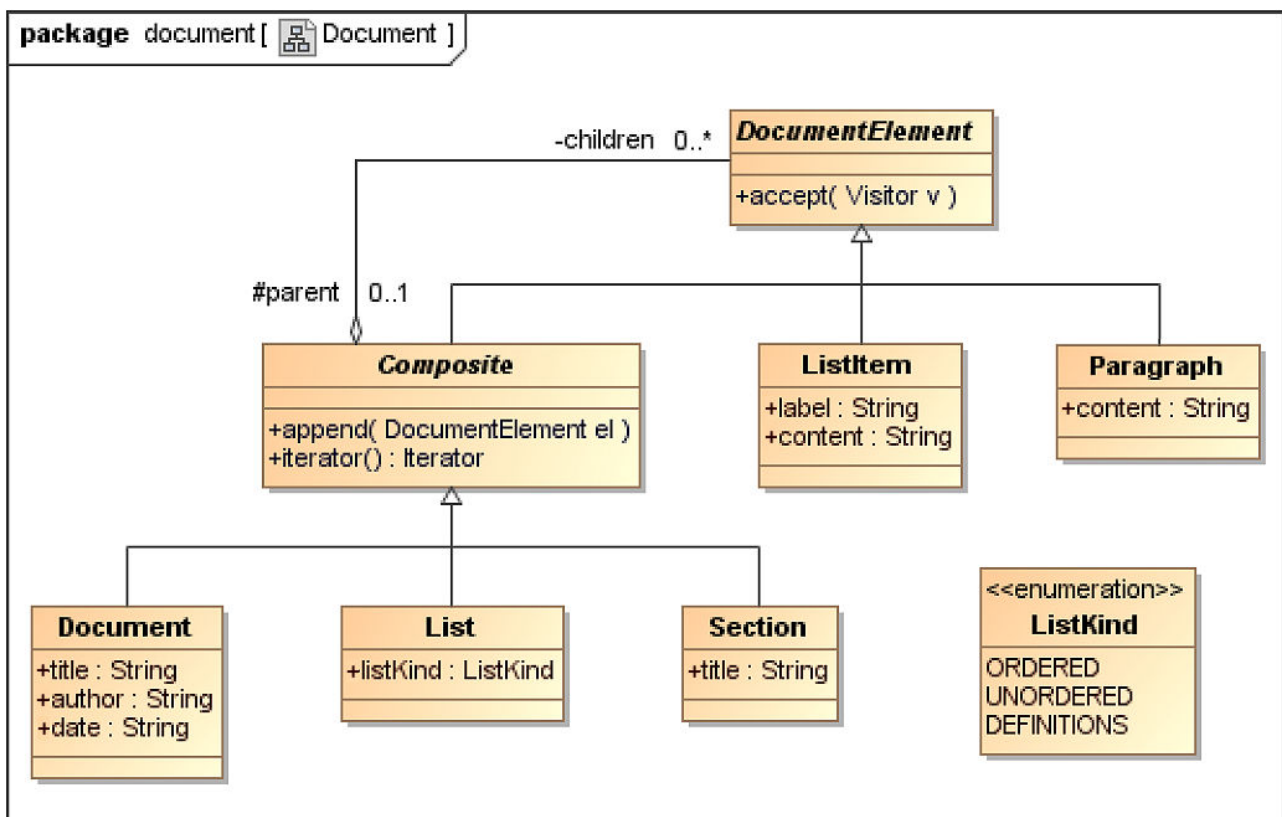 package document [ Document ]
-children 0..*
DocumentElement
+accept( Visitor v )
#parent 0..1
Composite
+append( DocumentElement el )
+iterator() : Iterator
ListItem
+label : String
+content : String
Paragraph
+content : String
Document
+title : String
+author : String
+date : String
List
+listKind : ListKind
Section
+title : String
<<enumeration>>
ListKind
ORDERED
UNORDERED
DEFINITIONS